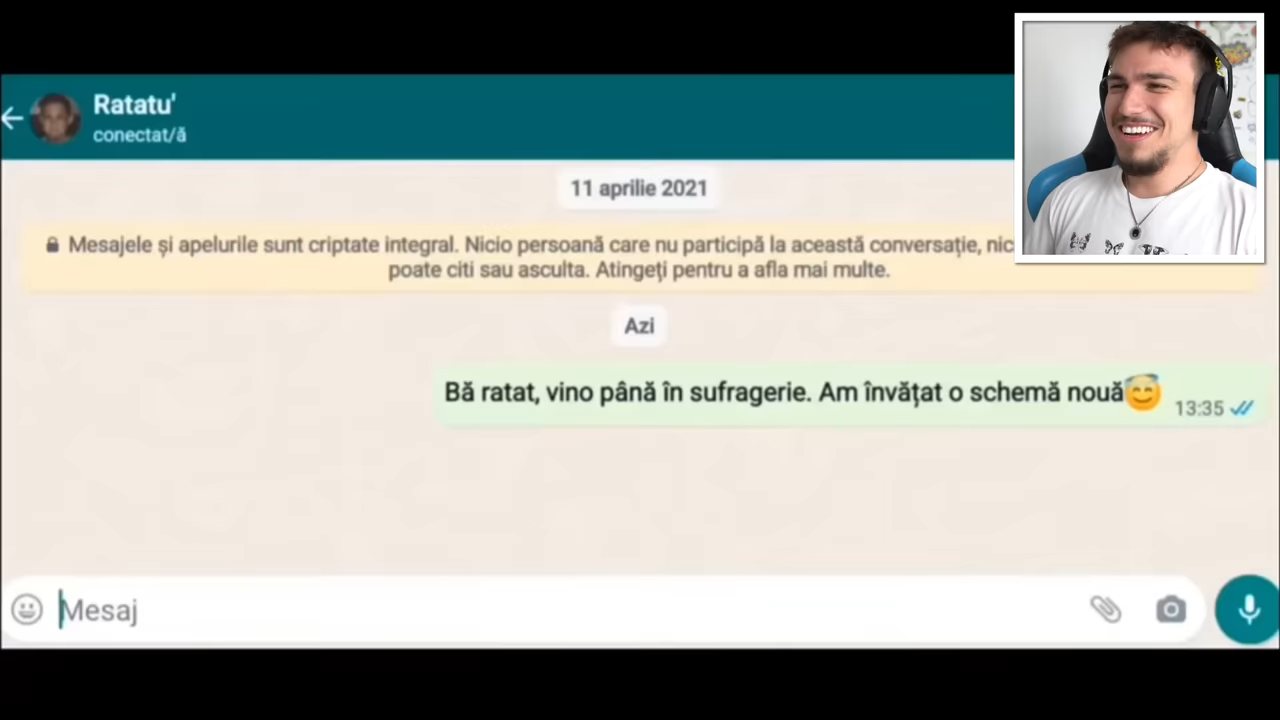 Ratatu'
conectat/ă
11 aprilie 2021
Mesajele și apelurile sunt criptate integral. Nicio persoană care nu participă la această conversație, nic
poate citi sau asculta. Atingeți pentru a afla mai multe.
Azi
Bă ratat, vino până în sufragerie. Am învățat o schemă nouă😇
13:35
Mesaj